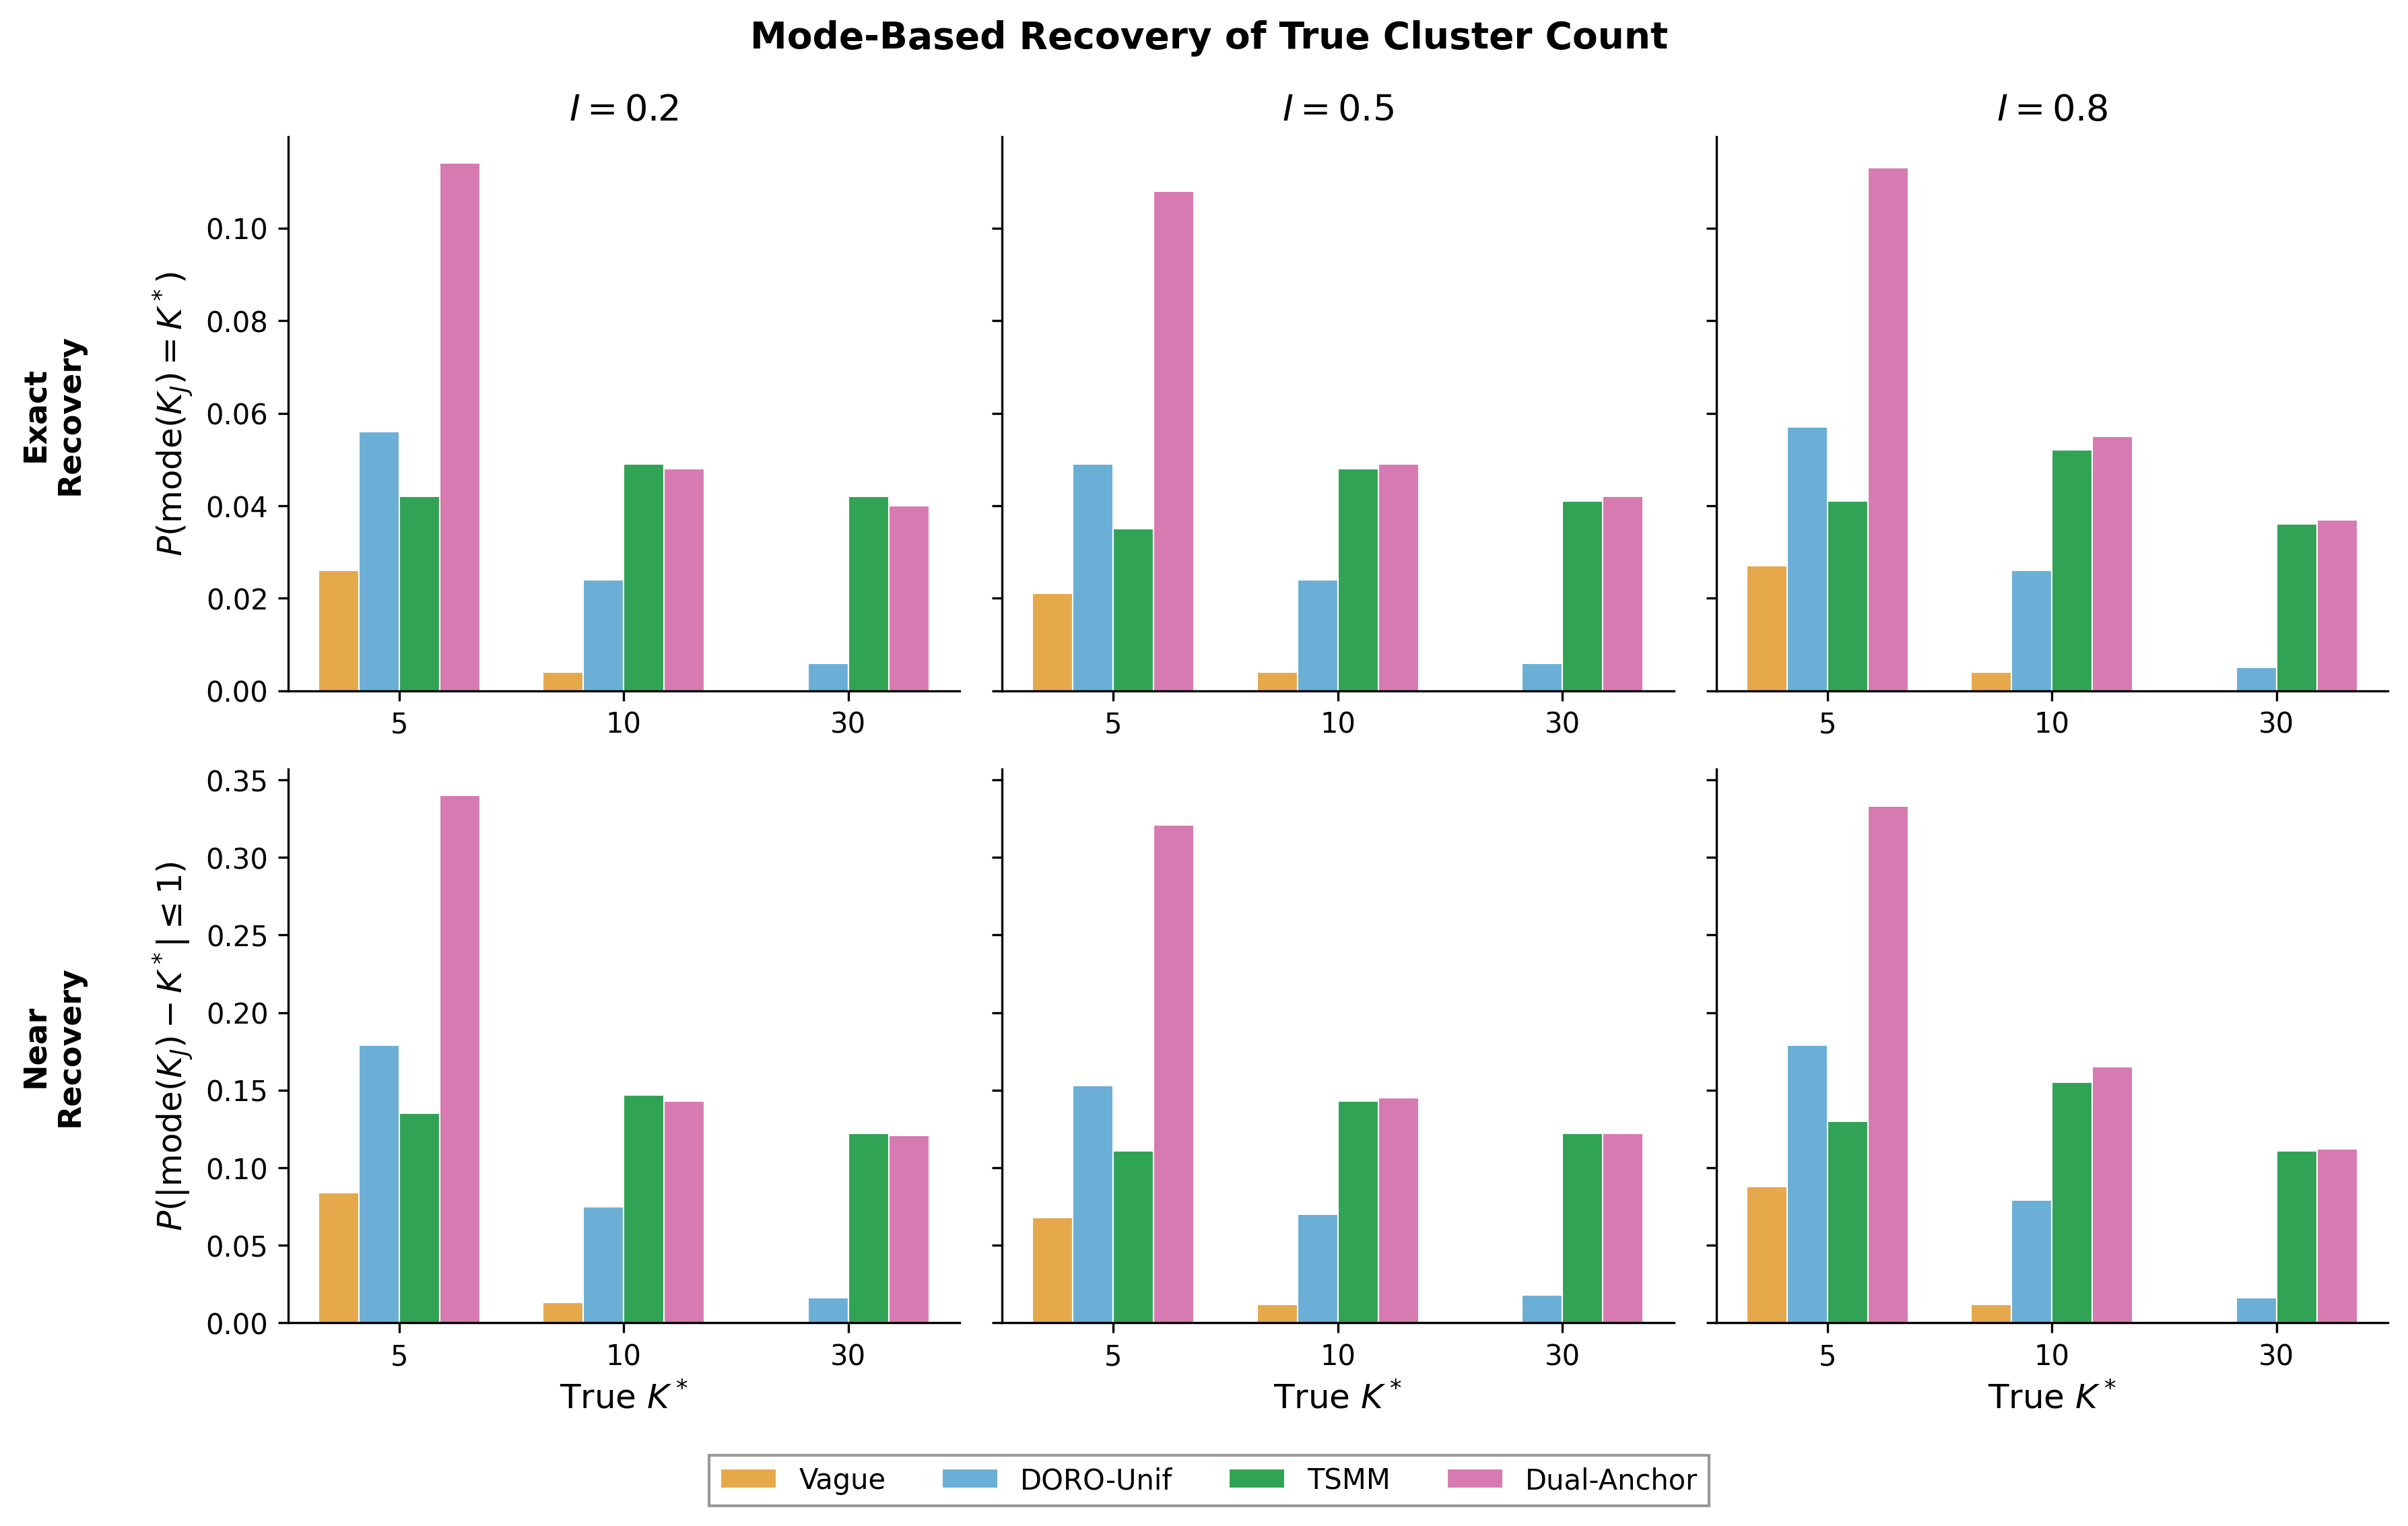 Mode-Based Recovery of True Cluster Count
I = 0.2
I = 0.5
I = 0.8
Exact
Recovery
P(mode(K_J) = K*)
0.10
0.08
0.06
0.04
0.02
0.00
5 10 30
5 10 30
5 10 30
Near
Recovery
P(|mode(K_J) − K*| ≤ 1)
0.35
0.30
0.25
0.20
0.15
0.10
0.05
0.00
5 10 30
5 10 30
5 10 30
True K*
True K*
True K*
Vague DORO-Unif TSMM Dual-Anchor